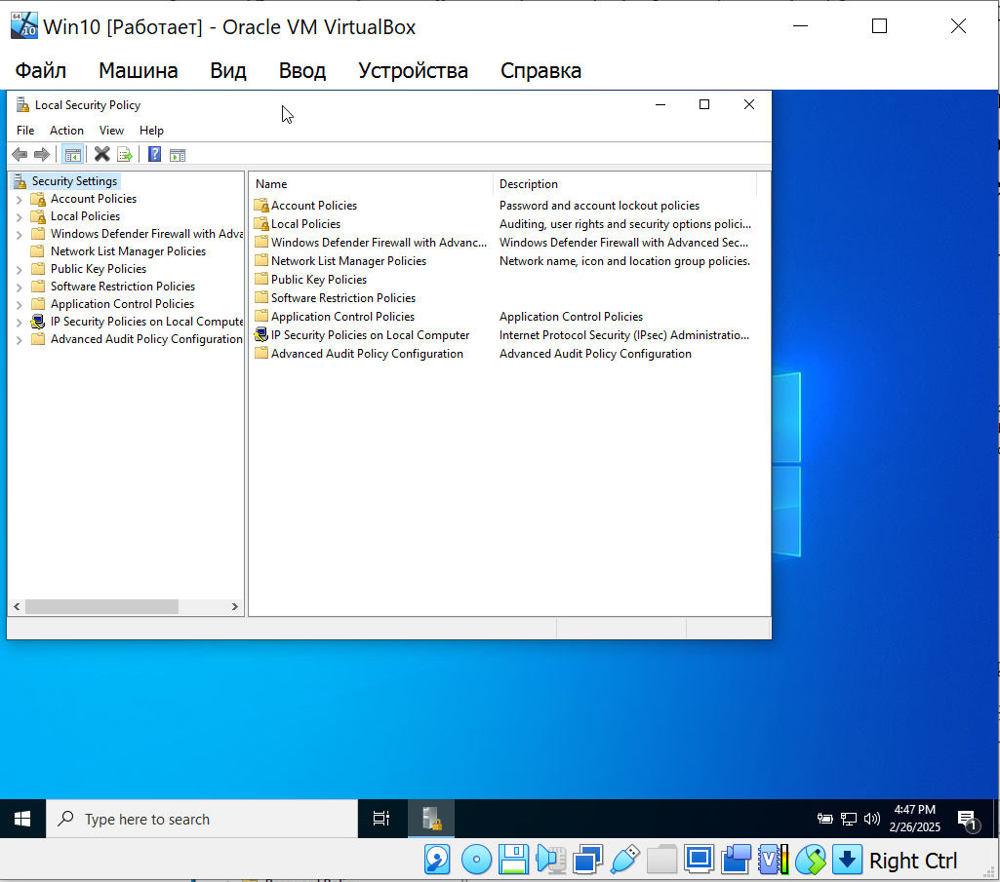 Win10 [Работает] - Oracle VM VirtualBox
Файл Машина Вид Ввод Устройства Справка
Local Security Policy
File Action View Help
Security Settings
Account Policies
Local Policies
Windows Defender Firewall with Adva
Network List Manager Policies
Public Key Policies
Software Restriction Policies
Application Control Policies
IP Security Policies on Local Compute
Advanced Audit Policy Configuration
Name Description
Account Policies Password and account lockout policies
Local Policies Auditing, user rights and security options polici...
Windows Defender Firewall with Advanc... Windows Defender Firewall with Advanced Sec...
Network List Manager Policies Network name, icon and location group policies.
Public Key Policies
Software Restriction Policies
Application Control Policies Application Control Policies
IP Security Policies on Local Computer Internet Protocol Security (IPsec) Administratio...
Advanced Audit Policy Configuration Advanced Audit Policy Configuration
Type here to search
4:47 PM
2/26/2025
1
Right Ctrl